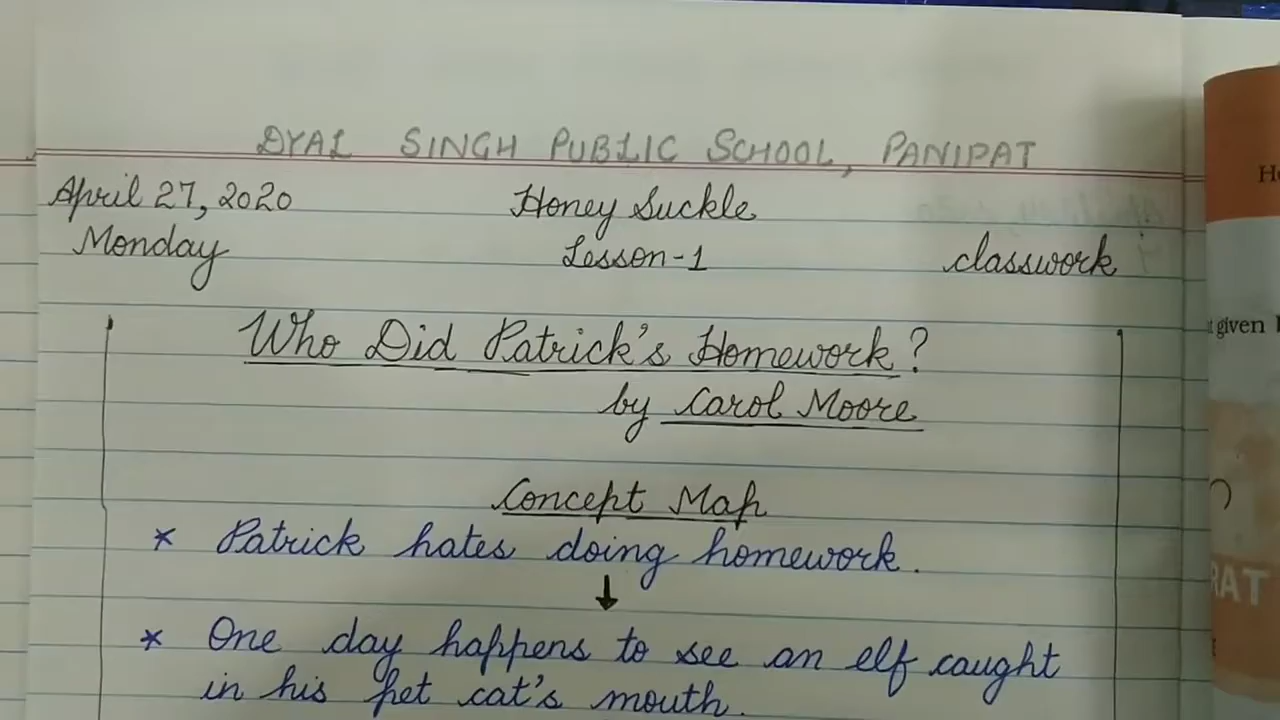 DYAL SINGH PUBLIC SCHOOL, PANIPAT
April 27, 2020 Honey Suckle
Monday Lesson-1 classwork
Who Did Patrick's Homework?
by Carol Moore
Concept Map
* Patrick hates doing homework.
↓
* One day happens to see an elf caught
in his pet cat's mouth.
given
RAT